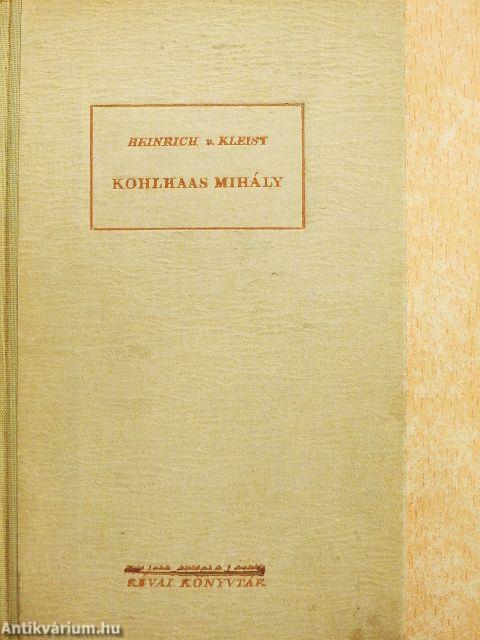 HEINRICH v. KLEIST
KOHLHAAS MIHÁLY
RÉVAI KÖNYVTÁR
Antikvárium.hu